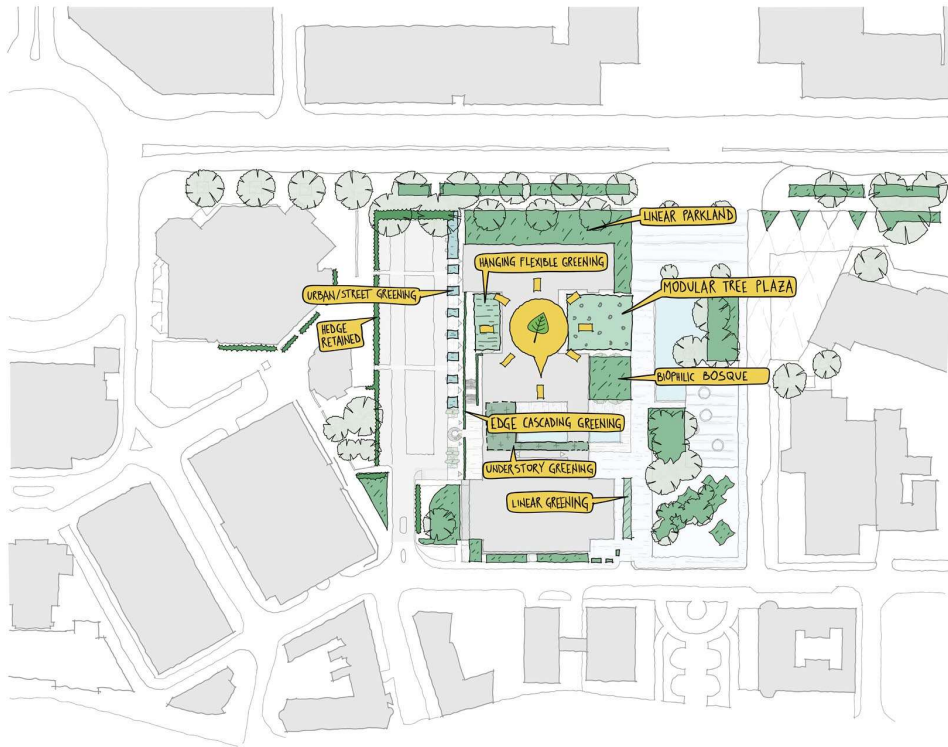 LINEAR PARKLAND
HANGING FLEXIBLE GREENING
MODULAR TREE PLAZA
URBAN/STREET GREENING
HEDGE
RETAINED
BIOPHILIC BOSQUE
EDGE CASCADING GREENING
UNDERSTORY GREENING
LINEAR GREENING